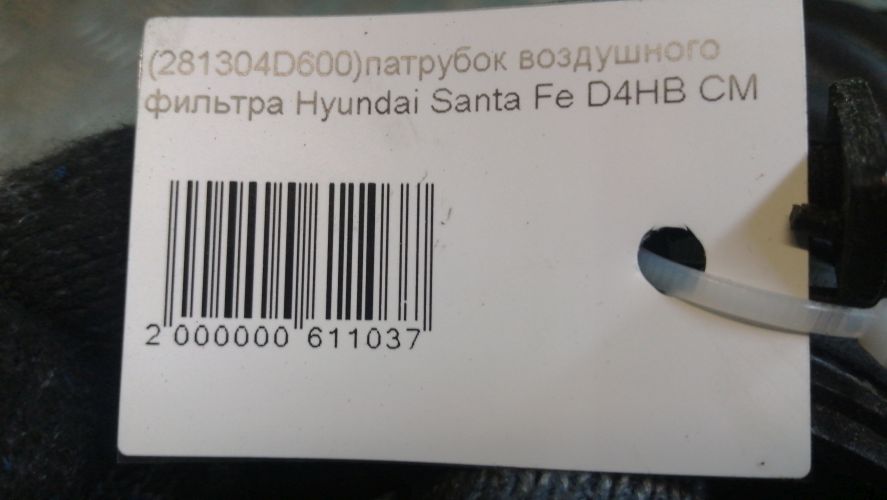 (281304D600)патрубок воздушного
фильтра Hyundai Santa Fe D4HB CM
2 000000 611037